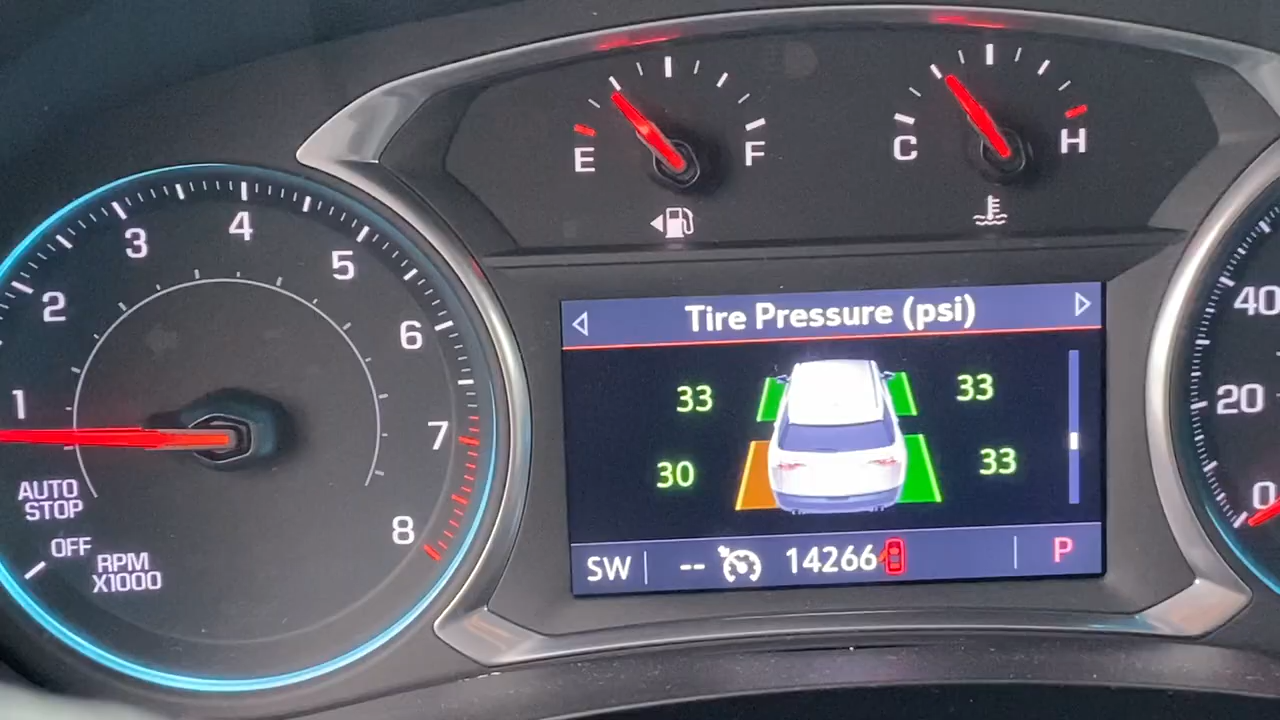 E F
C H
4
3
5
2
6
1
7
8
AUTO
STOP
OFF
RPM
X1000
Tire Pressure (psi)
33 33
30 33
SW -- 14266 P
40
20
0